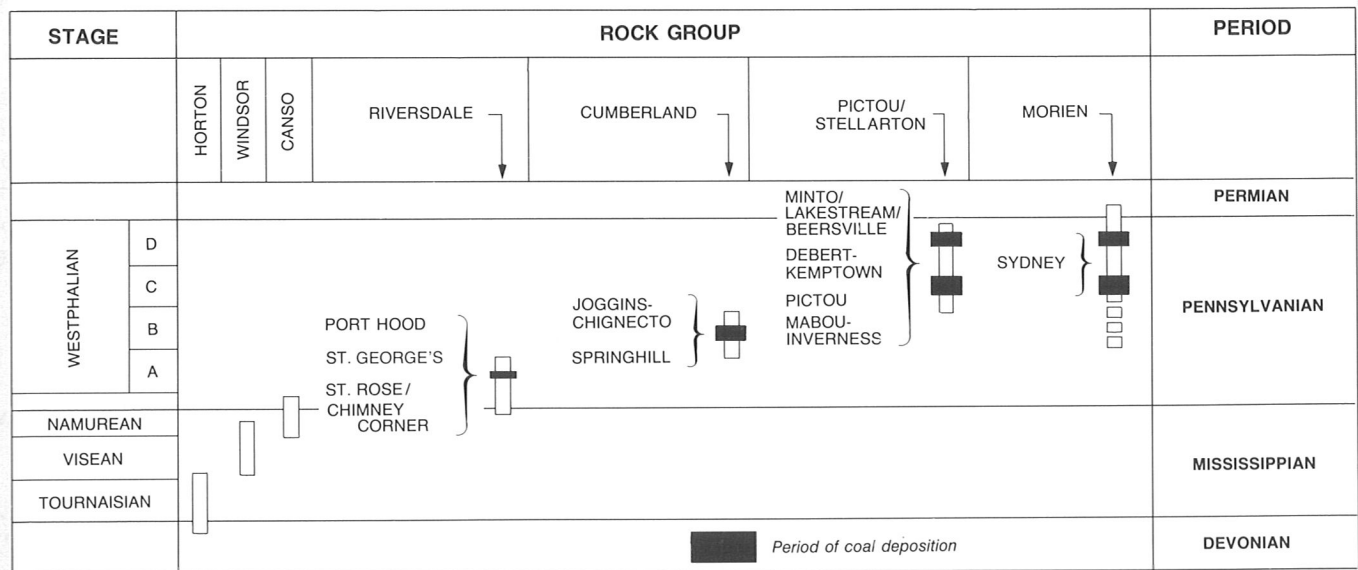 STAGE
ROCK GROUP
PERIOD
HORTON
WINDSOR
CANSO
RIVERSDALE
CUMBERLAND
PICTOU/
STELLARTON
MORIEN
PERMIAN
WESTPHALIAN
D
C
B
A
PORT HOOD
ST. GEORGE'S
ST. ROSE/
CHIMNEY
CORNER
JOGGINS-
CHIGNECTO
SPRINGHILL
MINTO/
LAKESTREAM/
BEERSVILLE
DEBERT-
KEMPTOWN
PICTOU
MABOU-
INVERNESS
SYDNEY
PENNSYLVANIAN
NAMUREAN
VISEAN
TOURNAISIAN
MISSISSIPPIAN
Period of coal deposition
DEVONIAN